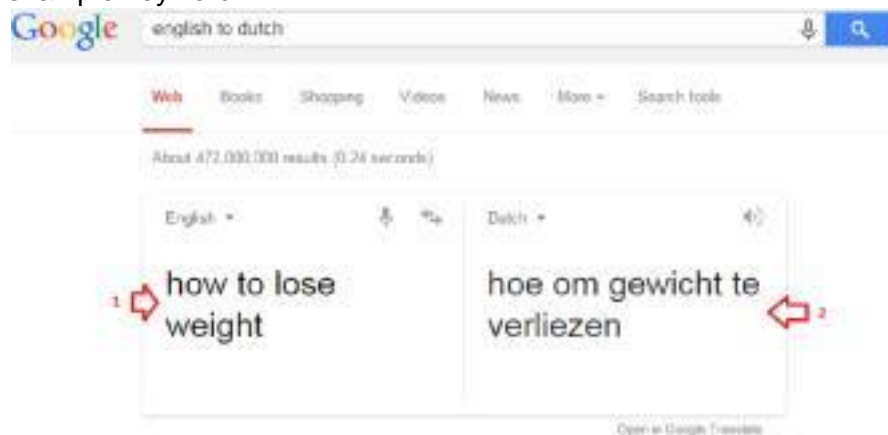 Google english to dutch
Web Books Shopping Videos News More Search tools
About 472,000,000 results (0.24 seconds)
English Dutch
how to lose hoe om gewicht te
1 2
weight verliezen
Open in Google Translate